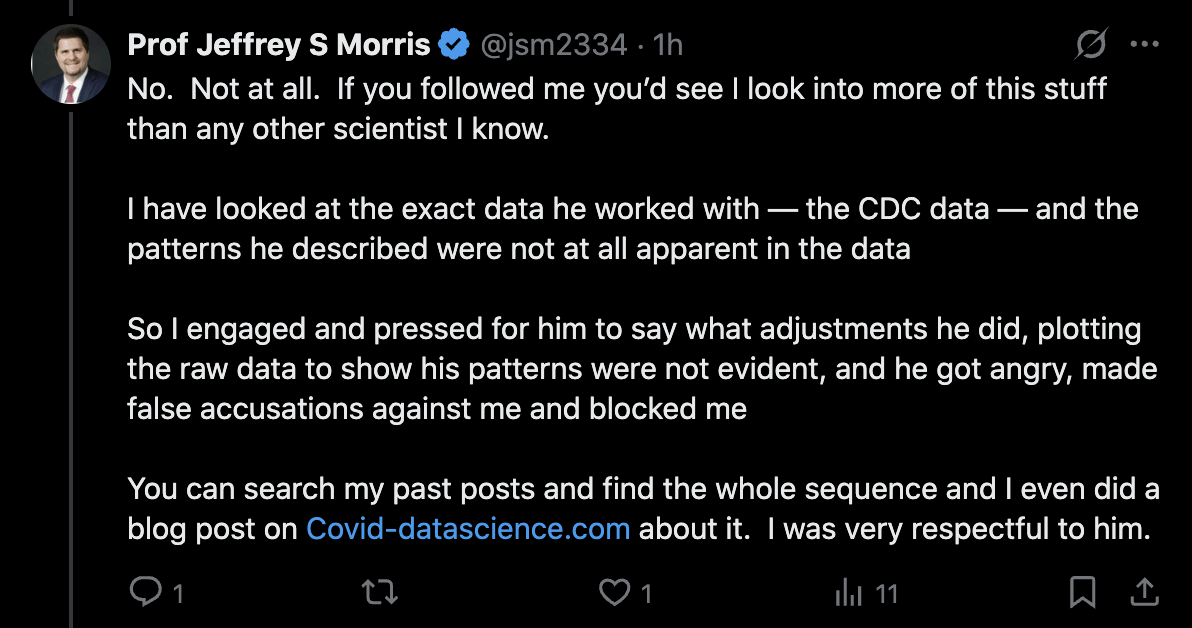 Prof Jeffrey S Morris @jsm2334 · 1h
No.  Not at all.  If you followed me you’d see I look into more of this stuff
than any other scientist I know.
I have looked at the exact data he worked with — the CDC data — and the
patterns he described were not at all apparent in the data
So I engaged and pressed for him to say what adjustments he did, plotting
the raw data to show his patterns were not evident, and he got angry, made
false accusations against me and blocked me
You can search my past posts and find the whole sequence and I even did a
blog post on Covid-datascience.com about it.  I was very respectful to him.
1 1 11